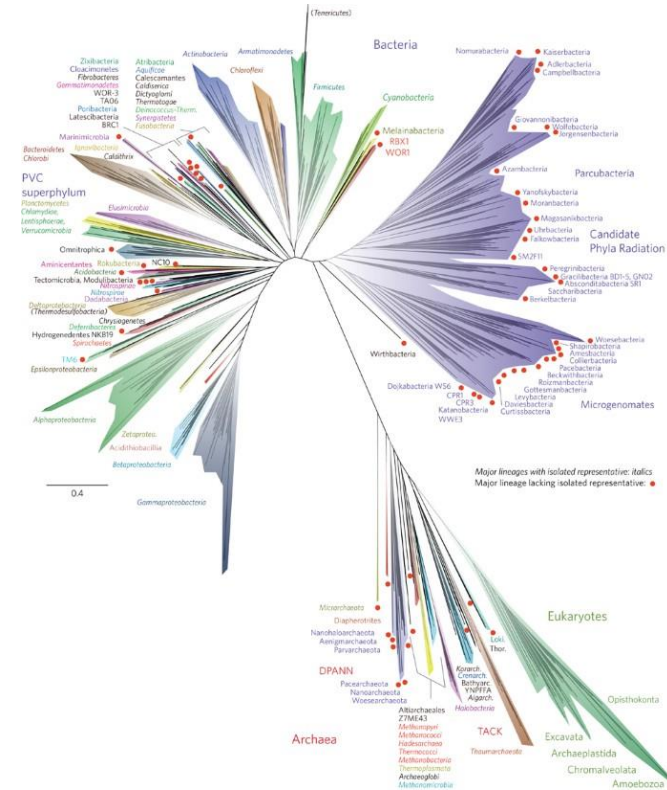 (Tenericutes)
Bacteria
Actinobacteria
Armatimonadetes
Chloroflexi
Firmicutes
Cyanobacteria
Melainabacteria
RBX1
WOR1
Zixibacteria
Cloacimonetes
Fibrobacteres
Gemmatimonadetes
WOR-3
TA06
Poribacteria
Latescibacteria
BRC1
Atribacteria
Aquificae
Calescamantes
Caldiserica
Dictyoglomi
Thermotogae
Deinococcus-Therm.
Synergistetes
Fusobacteria
Marinimicrobia
Ignavibacteria
Bacteroidetes
Chlorobi
Caldithrix
PVC
superphylum
Planctomycetes
Chlamydiae,
Lentisphaerae,
Verrucomicrobia
Elusimicrobia
Omnitrophica
Rokubacteria
NC10
Aminicentantes
Acidobacteria
Tectomicrobia, Modulibacteria
Nitrospinae
Nitrospirae
Dadabacteria
Deltaproteobacteria
(Thermodesulfobacteria)
Chrysiogenetes
Deferribacteres
Hydrogenedentes NKB19
Spirochaetes
TM6
Epsilonproteobacteria
Alphaproteobacteria
Zetaproteo.
Acidithiobacillia
Betaproteobacteria
Gammaproteobacteria
0.4
Nomurabacteria
Kaiserbacteria
Adlerbacteria
Campbellbacteria
Giovannonibacteria
Wolfebacteria
Jorgensenbacteria
Parcubacteria
Azambacteria
Yanofskybacteria
Moranbacteria
Magasanikbacteria
Uhrbacteria
Falkowbacteria
Candidate
Phyla Radiation
SM2F11
Peregrinibacteria
Gracilibacteria BD1-5, GN02
Absconditabacteria SR1
Saccharibacteria
Berkelbacteria
Woesebacteria
Shapirobacteria
Amesbacteria
Collierbacteria
Pacebacteria
Beckwithbacteria
Roizmanbacteria
Gottesmanbacteria
Levybacteria
Daviesbacteria
Curtissbacteria
Microgenomates
Wirthbacteria
Dojkabacteria WS6
CPR1
CPR3
Katanobacteria
WWE3
Major lineages with isolated representative: italics
Major lineage lacking isolated representative:
Micrarchaeota
Diapherotrites
Nanohaloarchaeota
Aenigmarchaeota
Parvarchaeota
DPANN
Pacearchaeota
Nanoarchaeota
Woesearchaeota
Archaea
Altiarchaeales
Z7ME43
Methanopyri
Methanococci
Hadesarchaea
Thermococci
Methanobacteria
Thermoplasmata
Archaeoglobi
Methanomicrobia
Halobacteria
Korarch.
Crenarch.
Bathyarc.
YNPFFA
Aigarch.
TACK
Thaumarchaeota
Loki.
Thor.
Eukaryotes
Opisthokonta
Excavata
Archaeplastida
Chromalveolata
Amoebozoa